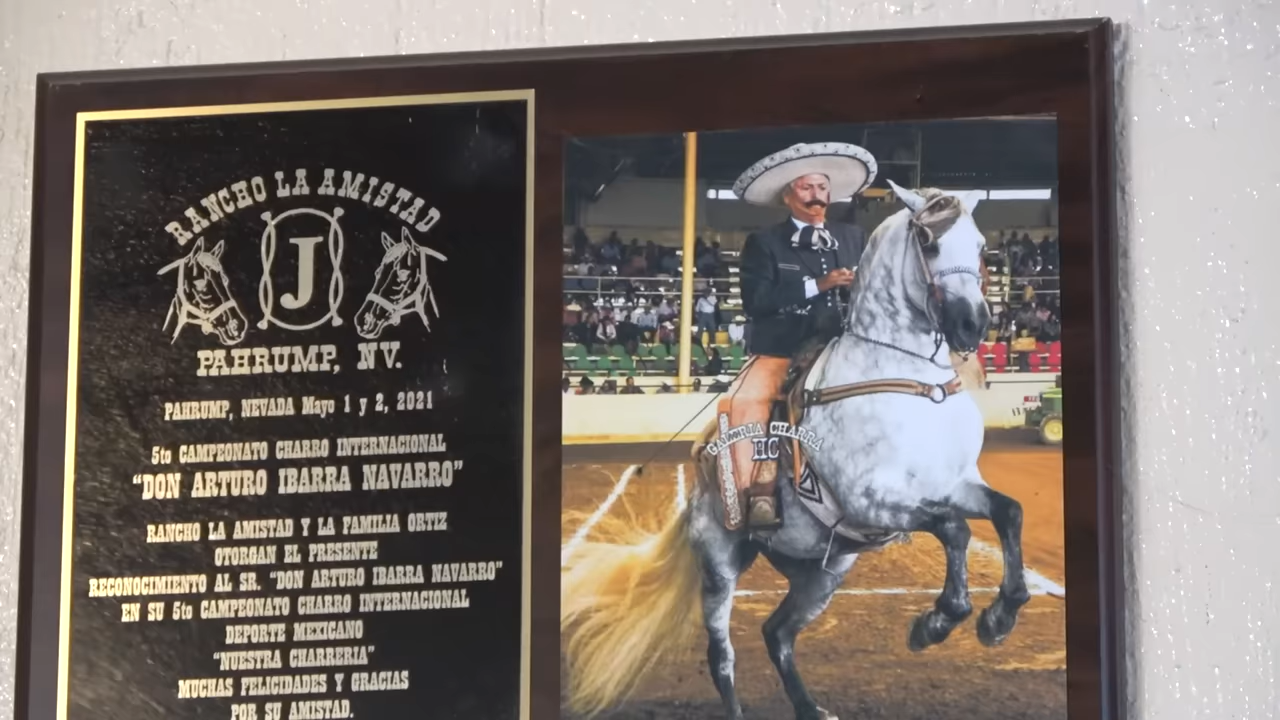 RANCHO LA AMISTAD
J
PAHRUMP, NV.
PAHRUMP, NEVADA Mayo 1 y 2, 2021
5to CAMPEONATO CHARRO INTERNACIONAL
“DON ARTURO IBARRA NAVARRO”
RANCHO LA AMISTAD Y LA FAMILIA ORTIZ
OTORGAN EL PRESENTE
RECONOCIMIENTO AL SR. “DON ARTURO IBARRA NAVARRO”
EN SU 5to CAMPEONATO CHARRO INTERNACIONAL
DEPORTE MEXICANO
“NUESTRA CHARRERIA”
MUCHAS FELICIDADES Y GRACIAS
POR SU AMISTAD.
GALERIA CHARRA
HC